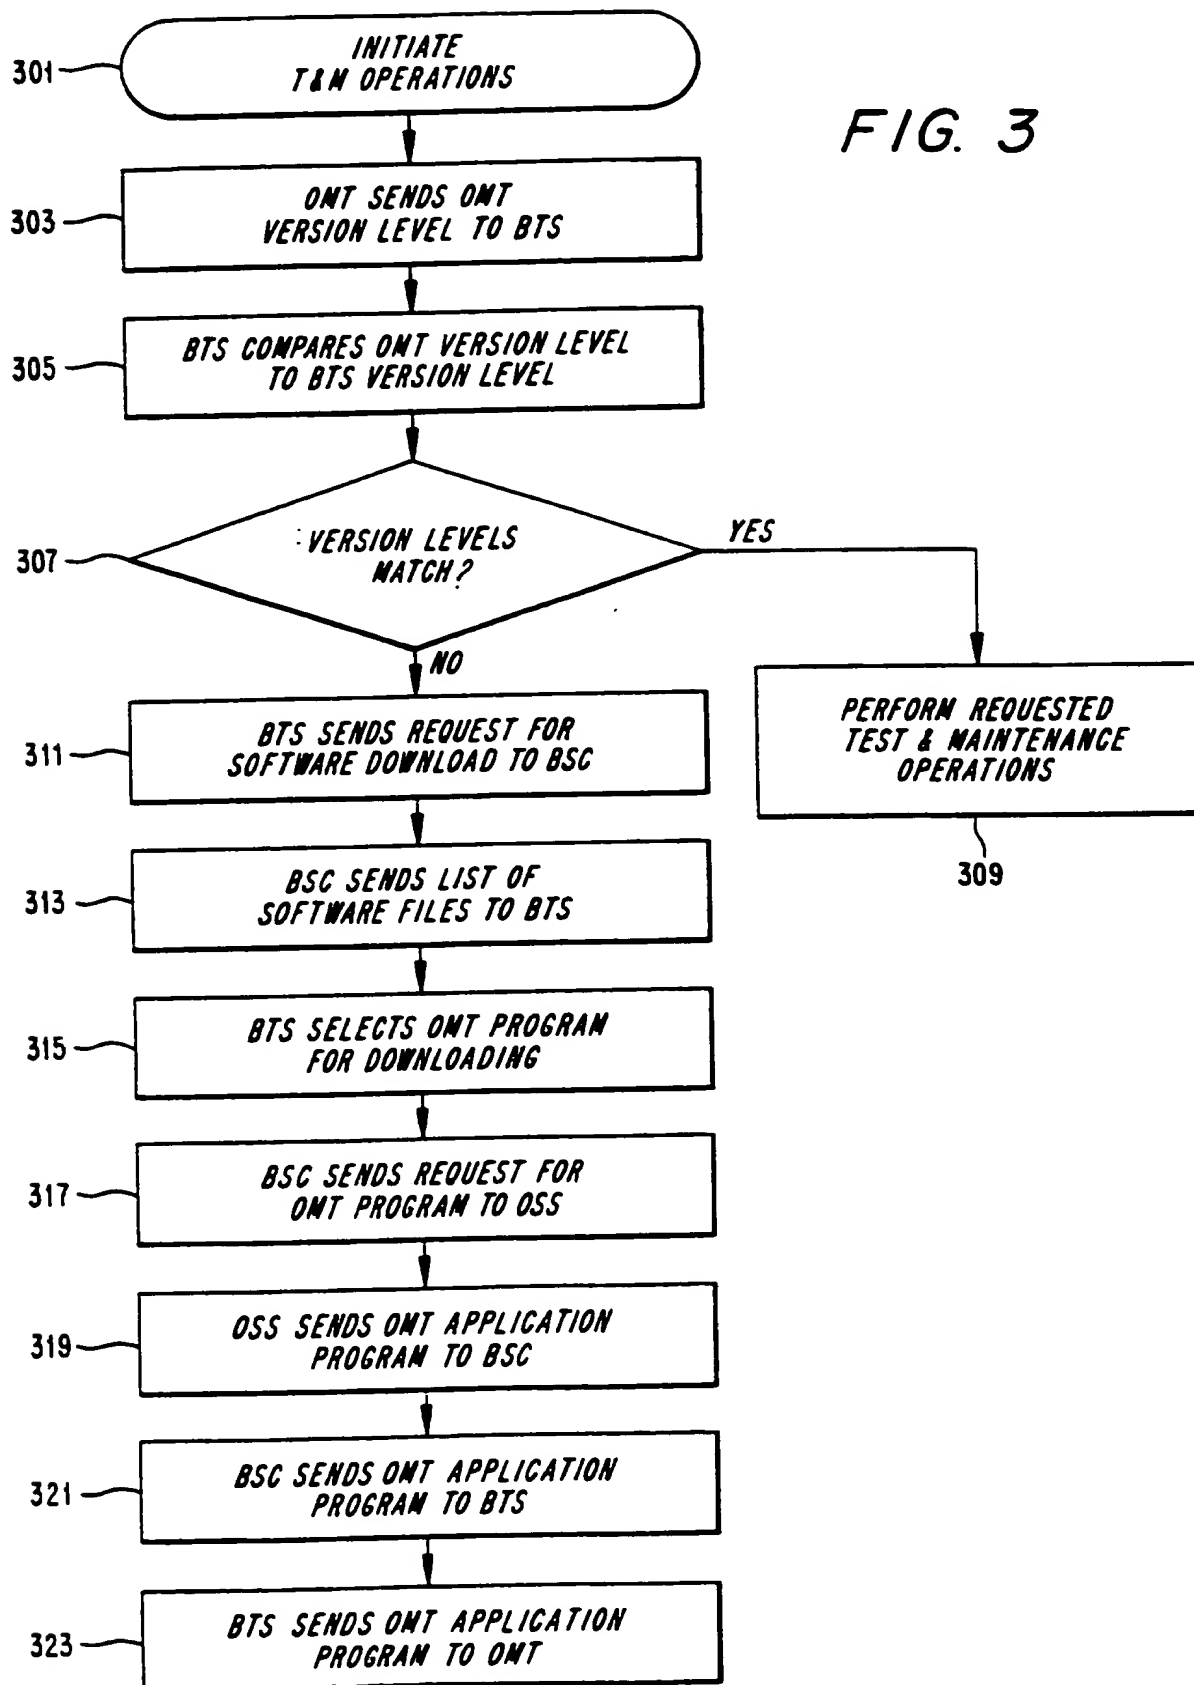 FIG. 3
301
INITIATE
T&M OPERATIONS
303
OMT SENDS OMT
VERSION LEVEL TO BTS
305
BTS COMPARES OMT VERSION LEVEL
TO BTS VERSION LEVEL
307
VERSION LEVELS
MATCH?
YES
NO
PERFORM REQUESTED
TEST & MAINTENANCE
OPERATIONS
309
311
BTS SENDS REQUEST FOR
SOFTWARE DOWNLOAD TO BSC
313
BSC SENDS LIST OF
SOFTWARE FILES TO BTS
315
BTS SELECTS OMT PROGRAM
FOR DOWNLOADING
317
BSC SENDS REQUEST FOR
OMT PROGRAM TO OSS
319
OSS SENDS OMT APPLICATION
PROGRAM TO BSC
321
BSC SENDS OMT APPLICATION
PROGRAM TO BTS
323
BTS SENDS OMT APPLICATION
PROGRAM TO OMT